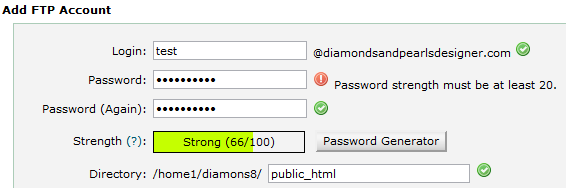 Add FTP Account
Login: test @diamondsandpearlsdesigner.com
Password: •••••••••• Password strength must be at least 20.
Password (Again): ••••••••••
Strength (?): Strong (66/100) Password Generator
Directory: /home1/diamons8/ public_html